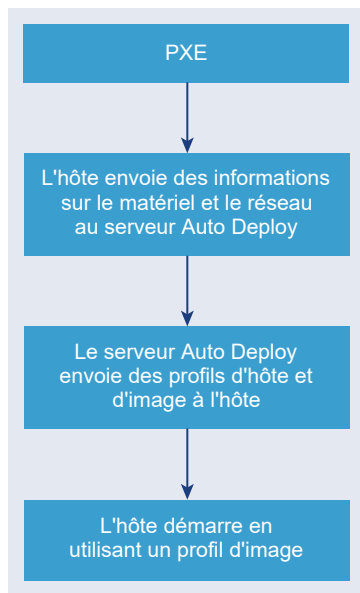 PXE
L'hôte envoie des informations
sur le matériel et le réseau
au serveur Auto Deploy
Le serveur Auto Deploy
envoie des profils d'hôte et
d'image à l'hôte
L'hôte démarre en
utilisant un profil d'image